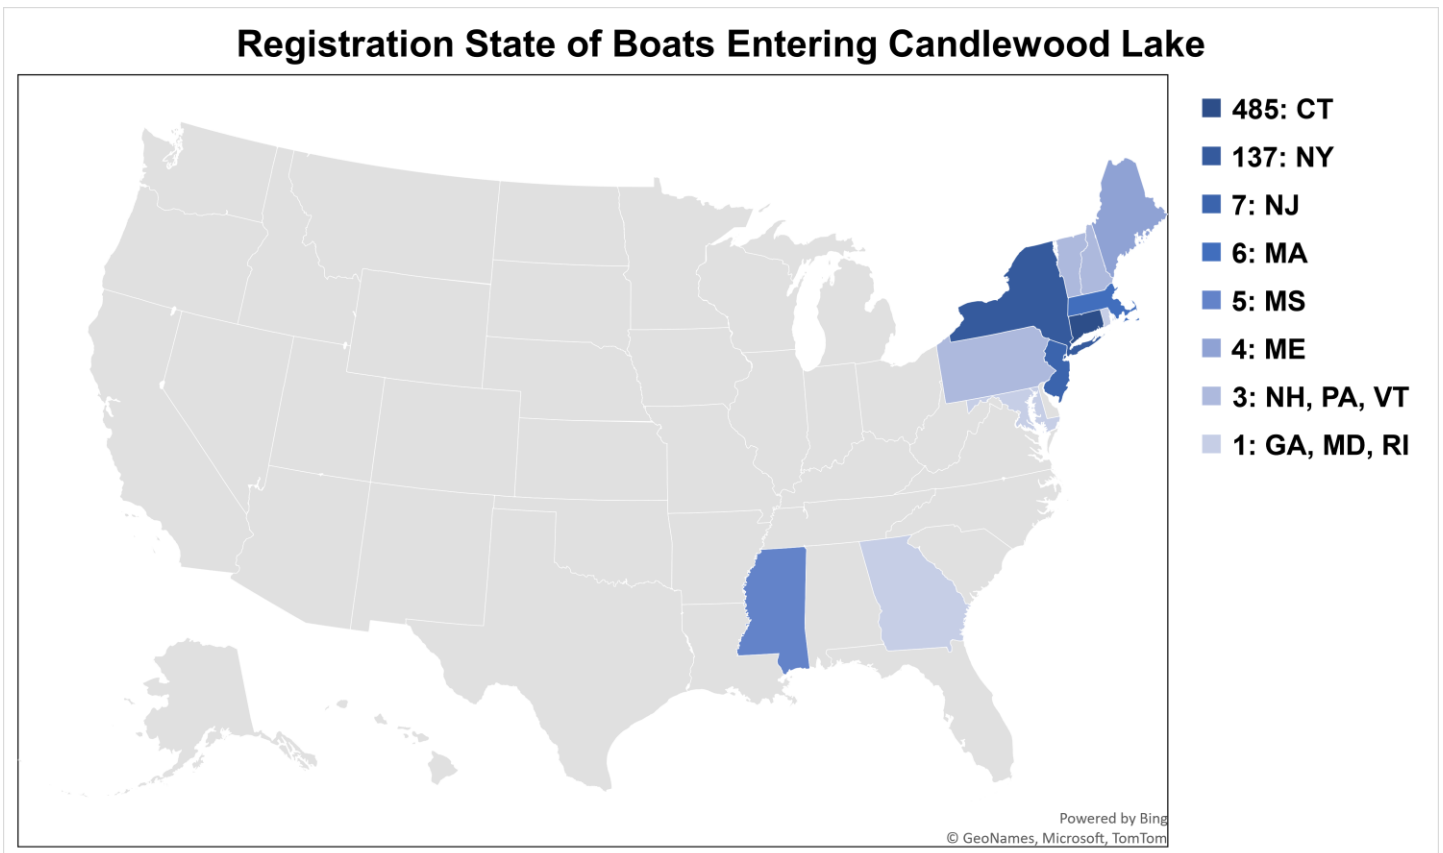 Registration State of Boats Entering Candlewood Lake
485: CT
137: NY
7: NJ
6: MA
5: MS
4: ME
3: NH, PA, VT
1: GA, MD, RI
Powered by Bing
© GeoNames, Microsoft, TomTom